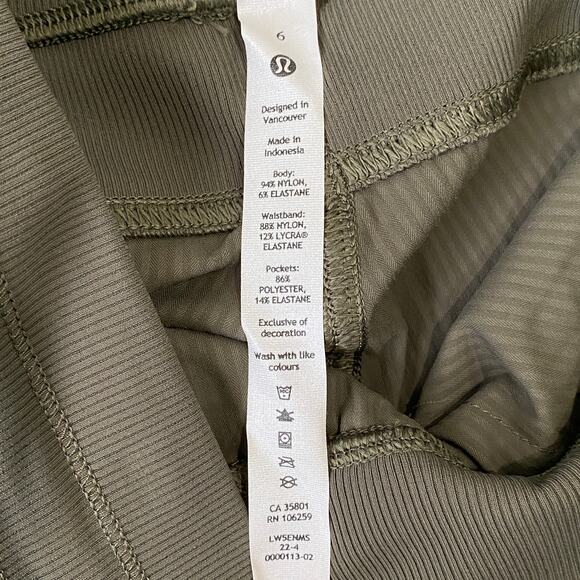 6
Designed in
Vancouver
Made in
Indonesia
Body:
94% NYLON,
6% ELASTANE
Waistband:
88% NYLON,
12% LYCRA®
ELASTANE
Pockets:
86%
POLYESTER,
14% ELASTANE
Exclusive of
decoration
Wash with like
colours
CA 35801
RN 106259
LW5ENMS
22-4
0000113-02